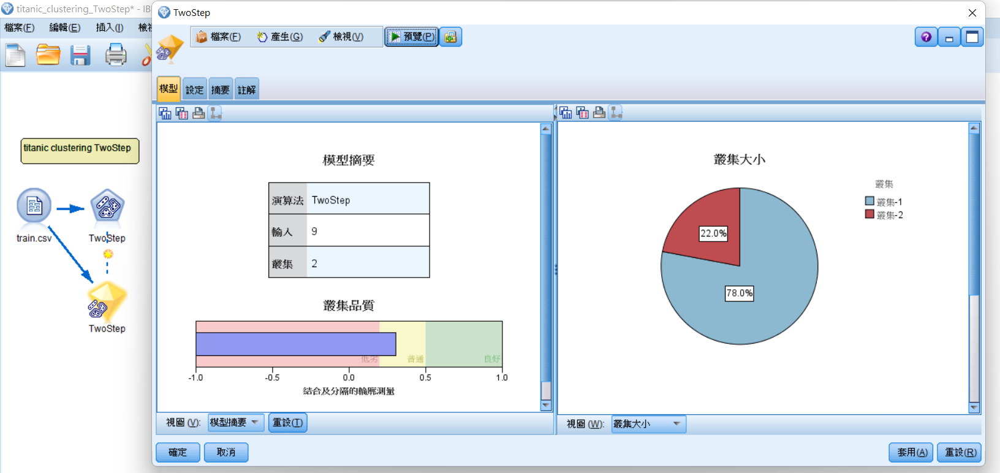 titanic_clustering_TwoStep* - IB
檔案(F) 編輯(E) 插入(I) 檢視
titanic clustering TwoStep
train.csv
TwoStep
TwoStep
TwoStep
檔案(F) 產生(G) 檢視(V) 預覽(P)
模型 設定 摘要 註解
模型摘要
演算法 TwoStep
輸入 9
叢集 2
叢集品質
低劣 普通 良好
-1.0 -0.5 0.0 0.5 1.0
結合及分隔的輪廓測量
視圖 (V): 模型摘要 重設(T)
叢集大小
叢集
叢集-1
叢集-2
22.0%
78.0%
視圖 (W): 叢集大小
確定 取消 套用(A) 重設(R)